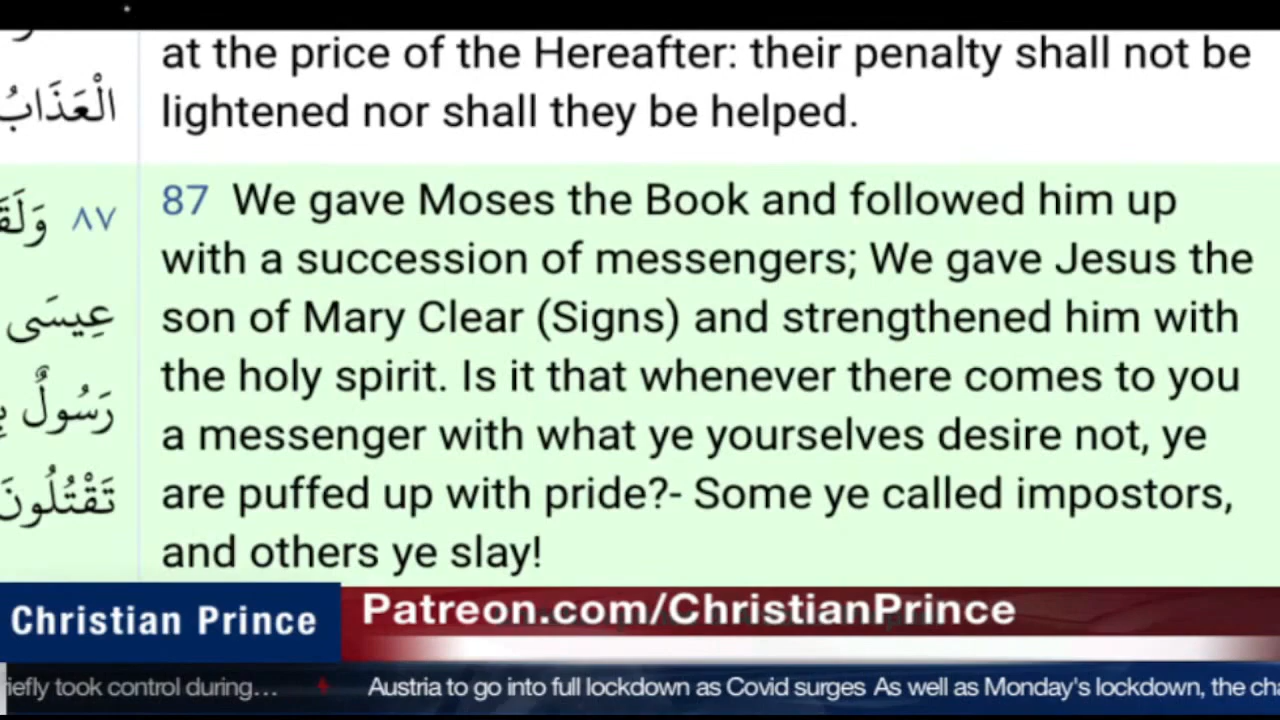 at the price of the Hereafter: their penalty shall not be
lightened nor shall they be helped.
الْعَذَابُ
87 We gave Moses the Book and followed him up
with a succession of messengers; We gave Jesus the
son of Mary Clear (Signs) and strengthened him with
the holy spirit. Is it that whenever there comes to you
a messenger with what ye yourselves desire not, ye
are puffed up with pride?- Some ye called impostors,
and others ye slay!
٨٧
عِيسَى
رَسُولٌ
تَقْتُلُونَ
Christian Prince
Patreon.com/ChristianPrince
took control during... Austria to go into full lockdown as Covid surges As well as Monday's lockdown, the